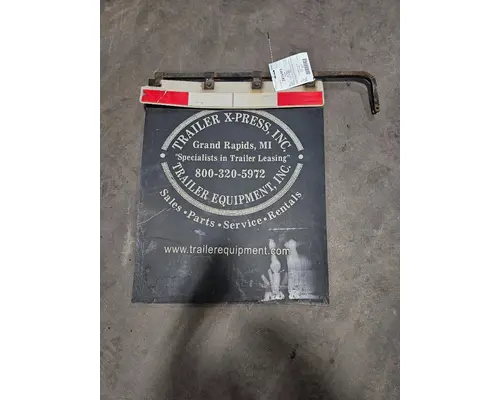 TRAILER X-PRESS, INC.
Grand Rapids, MI
"Specialists in Trailer Leasing"
800-320-5972
TRAILER EQUIPMENT, INC.
Sales • Parts • Service • Rentals
www.trailerequipment.com